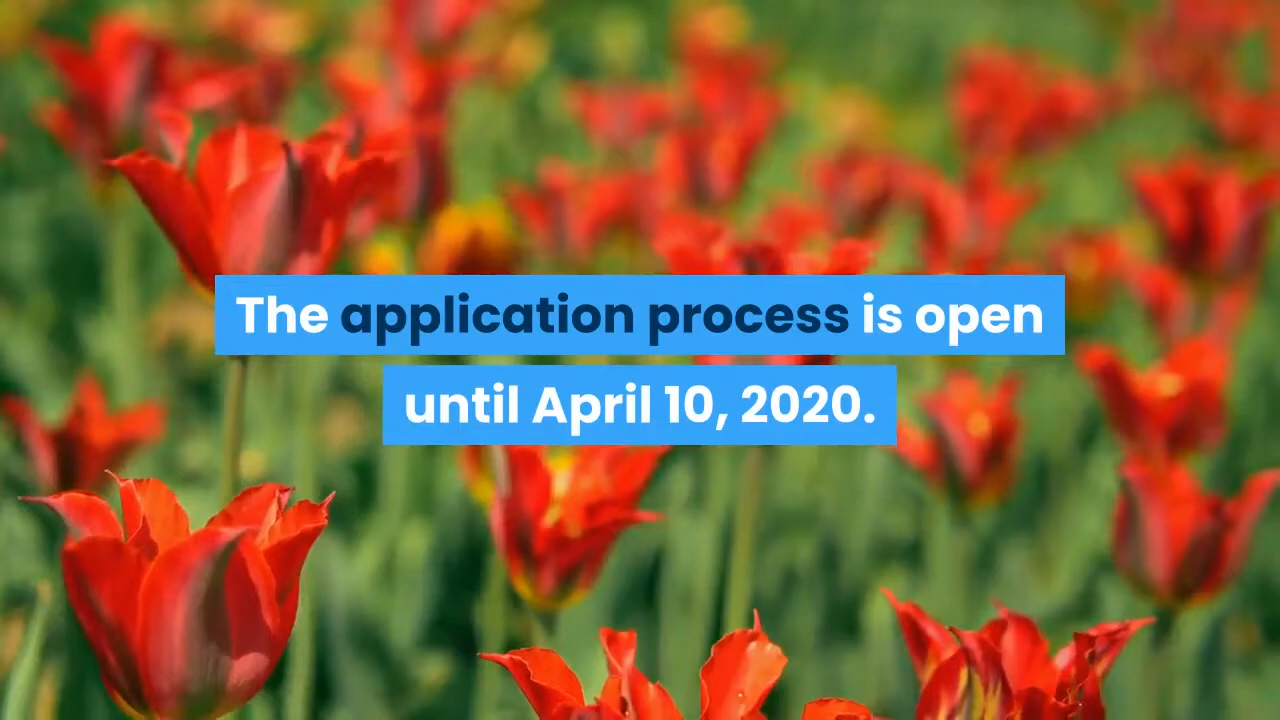 The application process is open
until April 10, 2020.